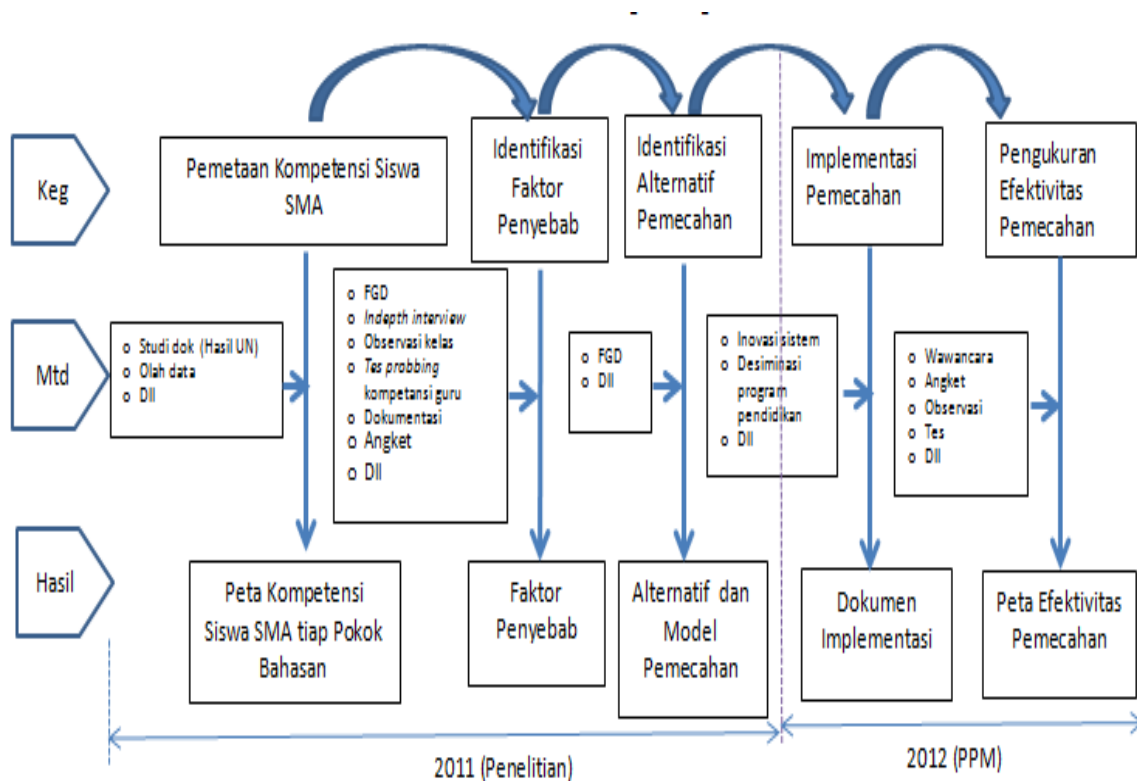 Keg
Pemetaan Kompetensi Siswa
SMA
Identifikasi
Faktor
Penyebab
Identifikasi
Alternatif
Pemecahan
Implementasi
Pemecahan
Pengukuran
Efektivitas
Pemecahan
Mtd
o Studi dok (Hasil UN)
o Olah data
o Dll
o FGD
o Indepth interview
o Observasi kelas
o Tes probbing
kompetansi guru
o Dokumentasi
o Angket
o Dll
o FGD
o Dll
o Inovasi sistem
o Desiminasi
program
pendidikan
o Dll
o Wawancara
o Angket
o Observasi
o Tes
o Dll
Hasil
Peta Kompetensi
Siswa SMA tiap Pokok
Bahasan
Faktor
Penyebab
Alternatif dan
Model
Pemecahan
Dokumen
Implementasi
Peta Efektivitas
Pemecahan
2011 (Penelitian)
2012 (PPM)